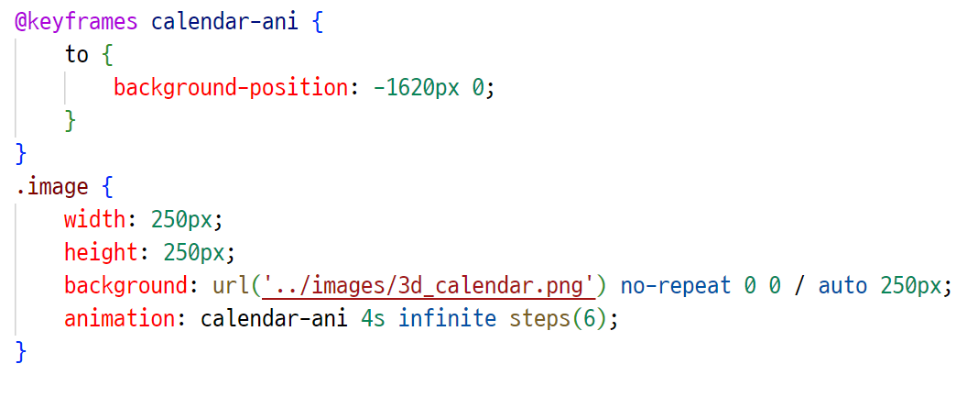 @keyframes calendar-ani {
    to {
        background-position: -1620px 0;
    }
}
.image {
    width: 250px;
    height: 250px;
    background: url('../images/3d_calendar.png') no-repeat 0 0 / auto 250px;
    animation: calendar-ani 4s infinite steps(6);
}